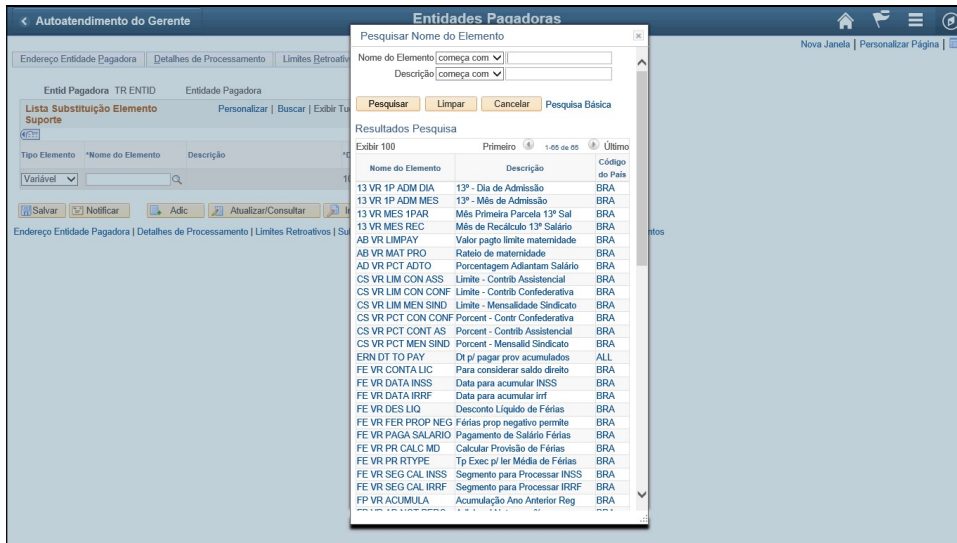 Autoatendimento do Gerente
Entidades Pagadoras
Nova Janela | Personalizar Página |
Endereço Entidade Pagadora
Detalhes de Processamento
Limites Retroativ
Entid Pagadora TR ENTID Entidade Pagadora
Lista Substituição Elemento Suporte
Personalizar | Buscar | Exibir Tu
Tipo Elemento *Nome do Elemento Descrição *D
Variável
Salvar Notificar Adic Atualizar/Consultar
Endereço Entidade Pagadora | Detalhes de Processamento | Limites Retroativos | Su
ntos
Pesquisar Nome do Elemento
Nome do Elemento começa com
Descrição começa com
Pesquisar Limpar Cancelar Pesquisa Básica
Resultados Pesquisa
Exibir 100 Primeiro 1-65 de 65 Último
Nome do Elemento Descrição Código do País
13 VR 1P ADM DIA 13º - Dia de Admissão BRA
13 VR 1P ADM MES 13º - Mês de Admissão BRA
13 VR MES 1PAR Mês Primeira Parcela 13º Sal BRA
13 VR MES REC Mês de Recálculo 13º Salário BRA
AB VR LIMPAY Valor pagto limite maternidade BRA
AB VR MAT PRO Rateio de maternidade BRA
AD VR PCT ADTO Porcentagem Adiantam Salário BRA
CS VR LIM CON ASS Limite - Contrib Assistencial BRA
CS VR LIM CON CONF Limite - Contrib Confederativa BRA
CS VR LIM MEN SIND Limite - Mensalidade Sindicato BRA
CS VR PCT CON CONF Porcent - Contr Confederativa BRA
CS VR PCT CONT AS Porcent - Contrib Assistencial BRA
CS VR PCT MEN SIND Porcent - Mensalid Sindicato BRA
ERN DT TO PAY Dt p/ pagar prov acumulados ALL
FE VR CONTA LIC Para considerar saldo direito BRA
FE VR DATA INSS Data para acumular INSS BRA
FE VR DATA IRRF Data para acumular irrf BRA
FE VR DES LIQ Desconto Líquido de Férias BRA
FE VR FER PROP NEG Férias prop negativo permite BRA
FE VR PAGA SALARIO Pagamento de Salário Férias BRA
FE VR PR CALC MD Calcular Provisão de Férias BRA
FE VR PR RTYPE Tp Exec p/ ler Média de Férias BRA
FE VR SEG CAL INSS Segmento para Processar INSS BRA
FE VR SEG CAL IRRF Segmento para Processar IRRF BRA
FP VR ACUMULA Acumulação Ano Anterior Reg BRA